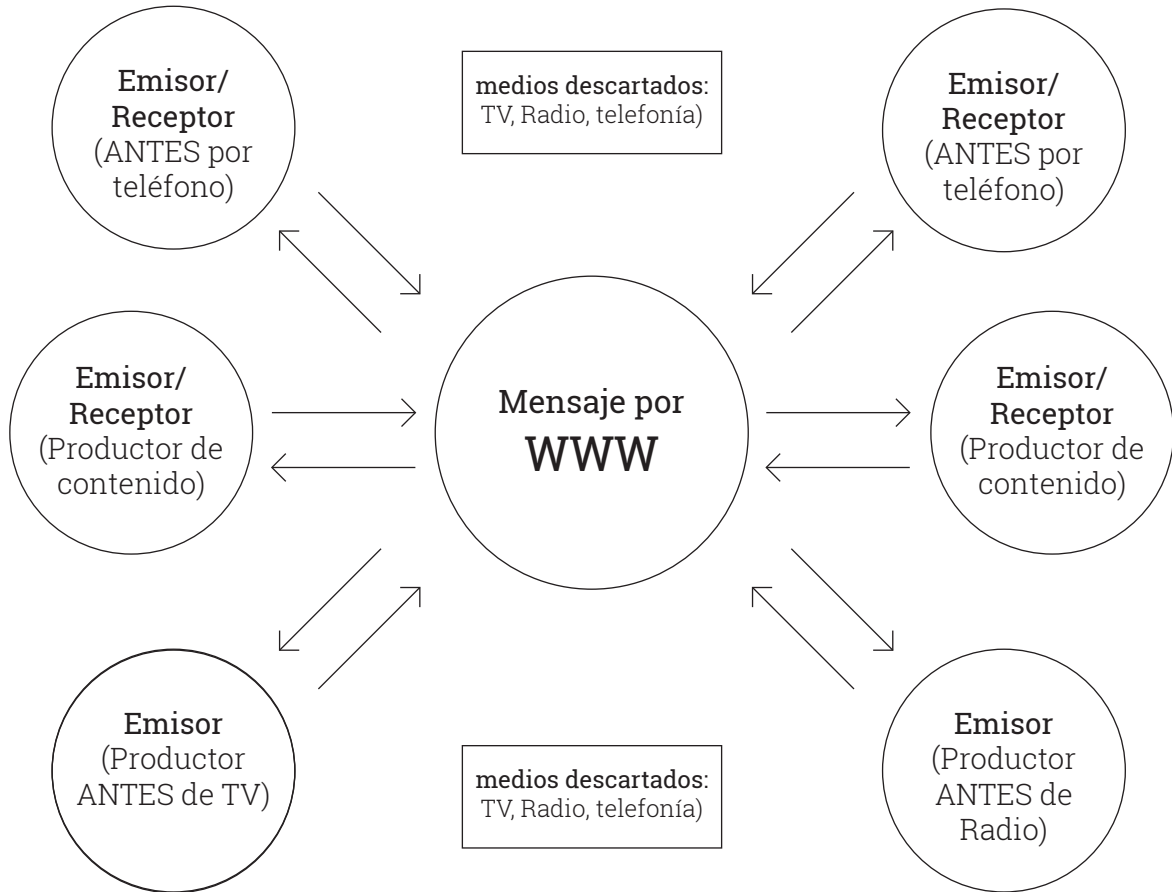 Emisor/
Receptor
(ANTES por
teléfono)
medios descartados:
TV, Radio, telefonía)
Emisor/
Receptor
(ANTES por
teléfono)
Emisor/
Receptor
(Productor de
contenido)
Mensaje por
WWW
Emisor/
Receptor
(Productor de
contenido)
Emisor
(Productor
ANTES de TV)
medios descartados:
TV, Radio, telefonía)
Emisor
(Productor
ANTES de
Radio)